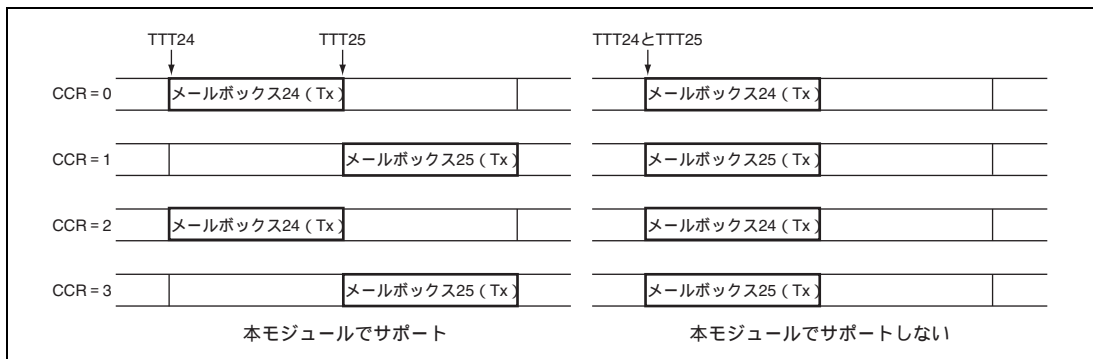 TTT24 TTT25 TTT24とTTT25
CCR = 0 メールボックス24 ( Tx ) メールボックス24 ( Tx )
CCR = 1 メールボックス25 ( Tx ) メールボックス25 ( Tx )
CCR = 2 メールボックス24 ( Tx ) メールボックス24 ( Tx )
CCR = 3 メールボックス25 ( Tx ) メールボックス25 ( Tx )
本モジュールでサポート 本モジュールでサポートしない